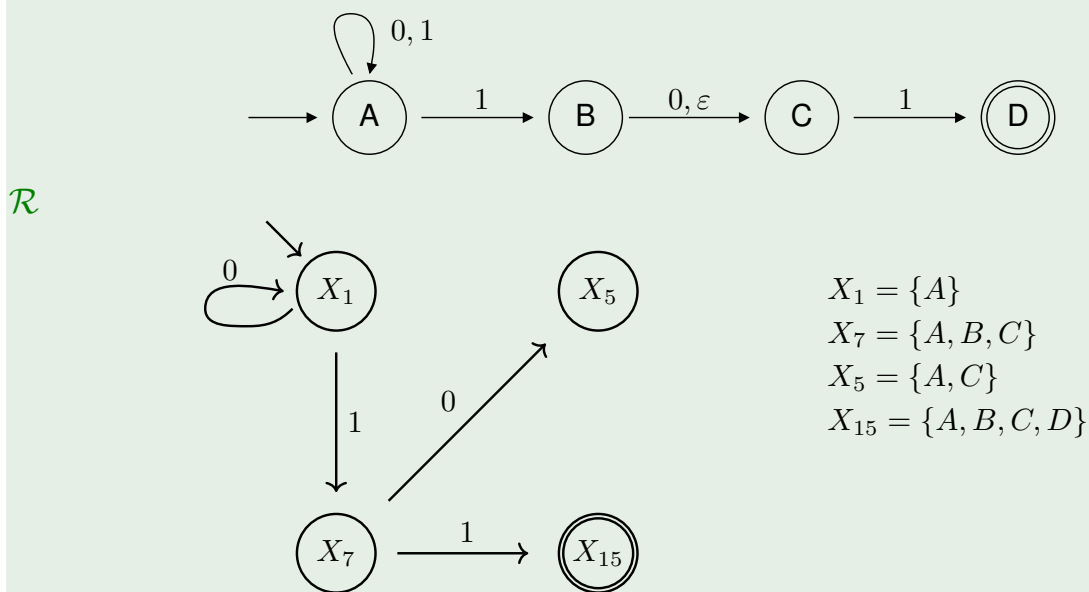 0, 1
A 1 B 0, ε C 1 D
ℛ
0 X₁ X₅
X₁ = {A}
X₇ = {A, B, C}
X₅ = {A, C}
X₁₅ = {A, B, C, D}
1 0
X₇ 1 X₁₅